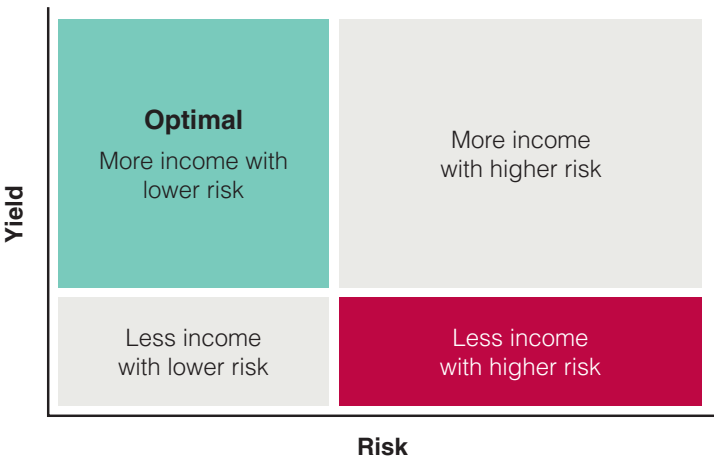 Yield
Optimal
More income with
lower risk
More income
with higher risk
Less income
with lower risk
Less income
with higher risk
Risk